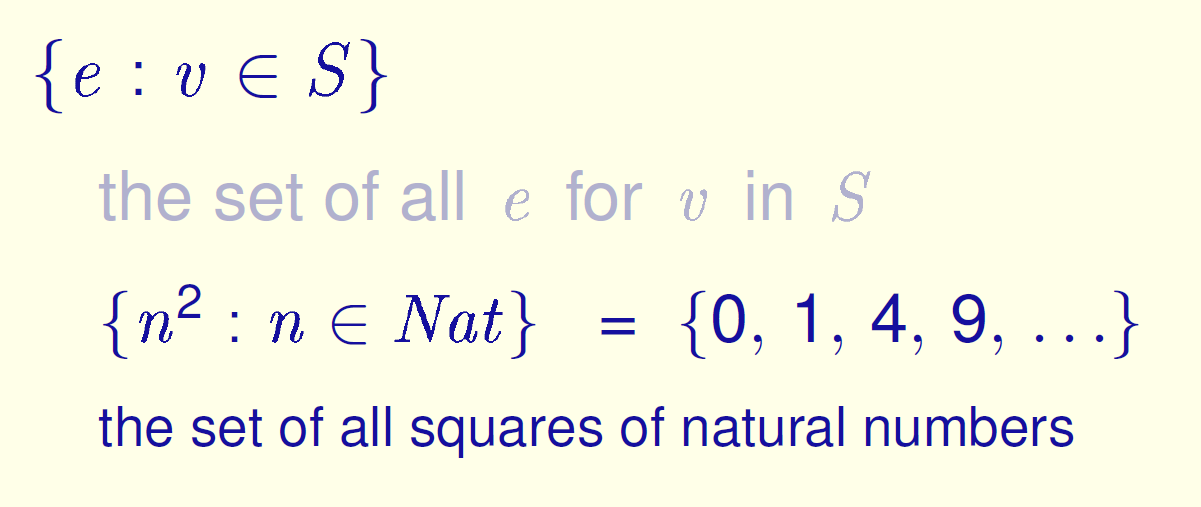 {e : v ∈ S}
the set of all e for v in S
{n² : n ∈ Nat} = {0, 1, 4, 9, ...}
the set of all squares of natural numbers